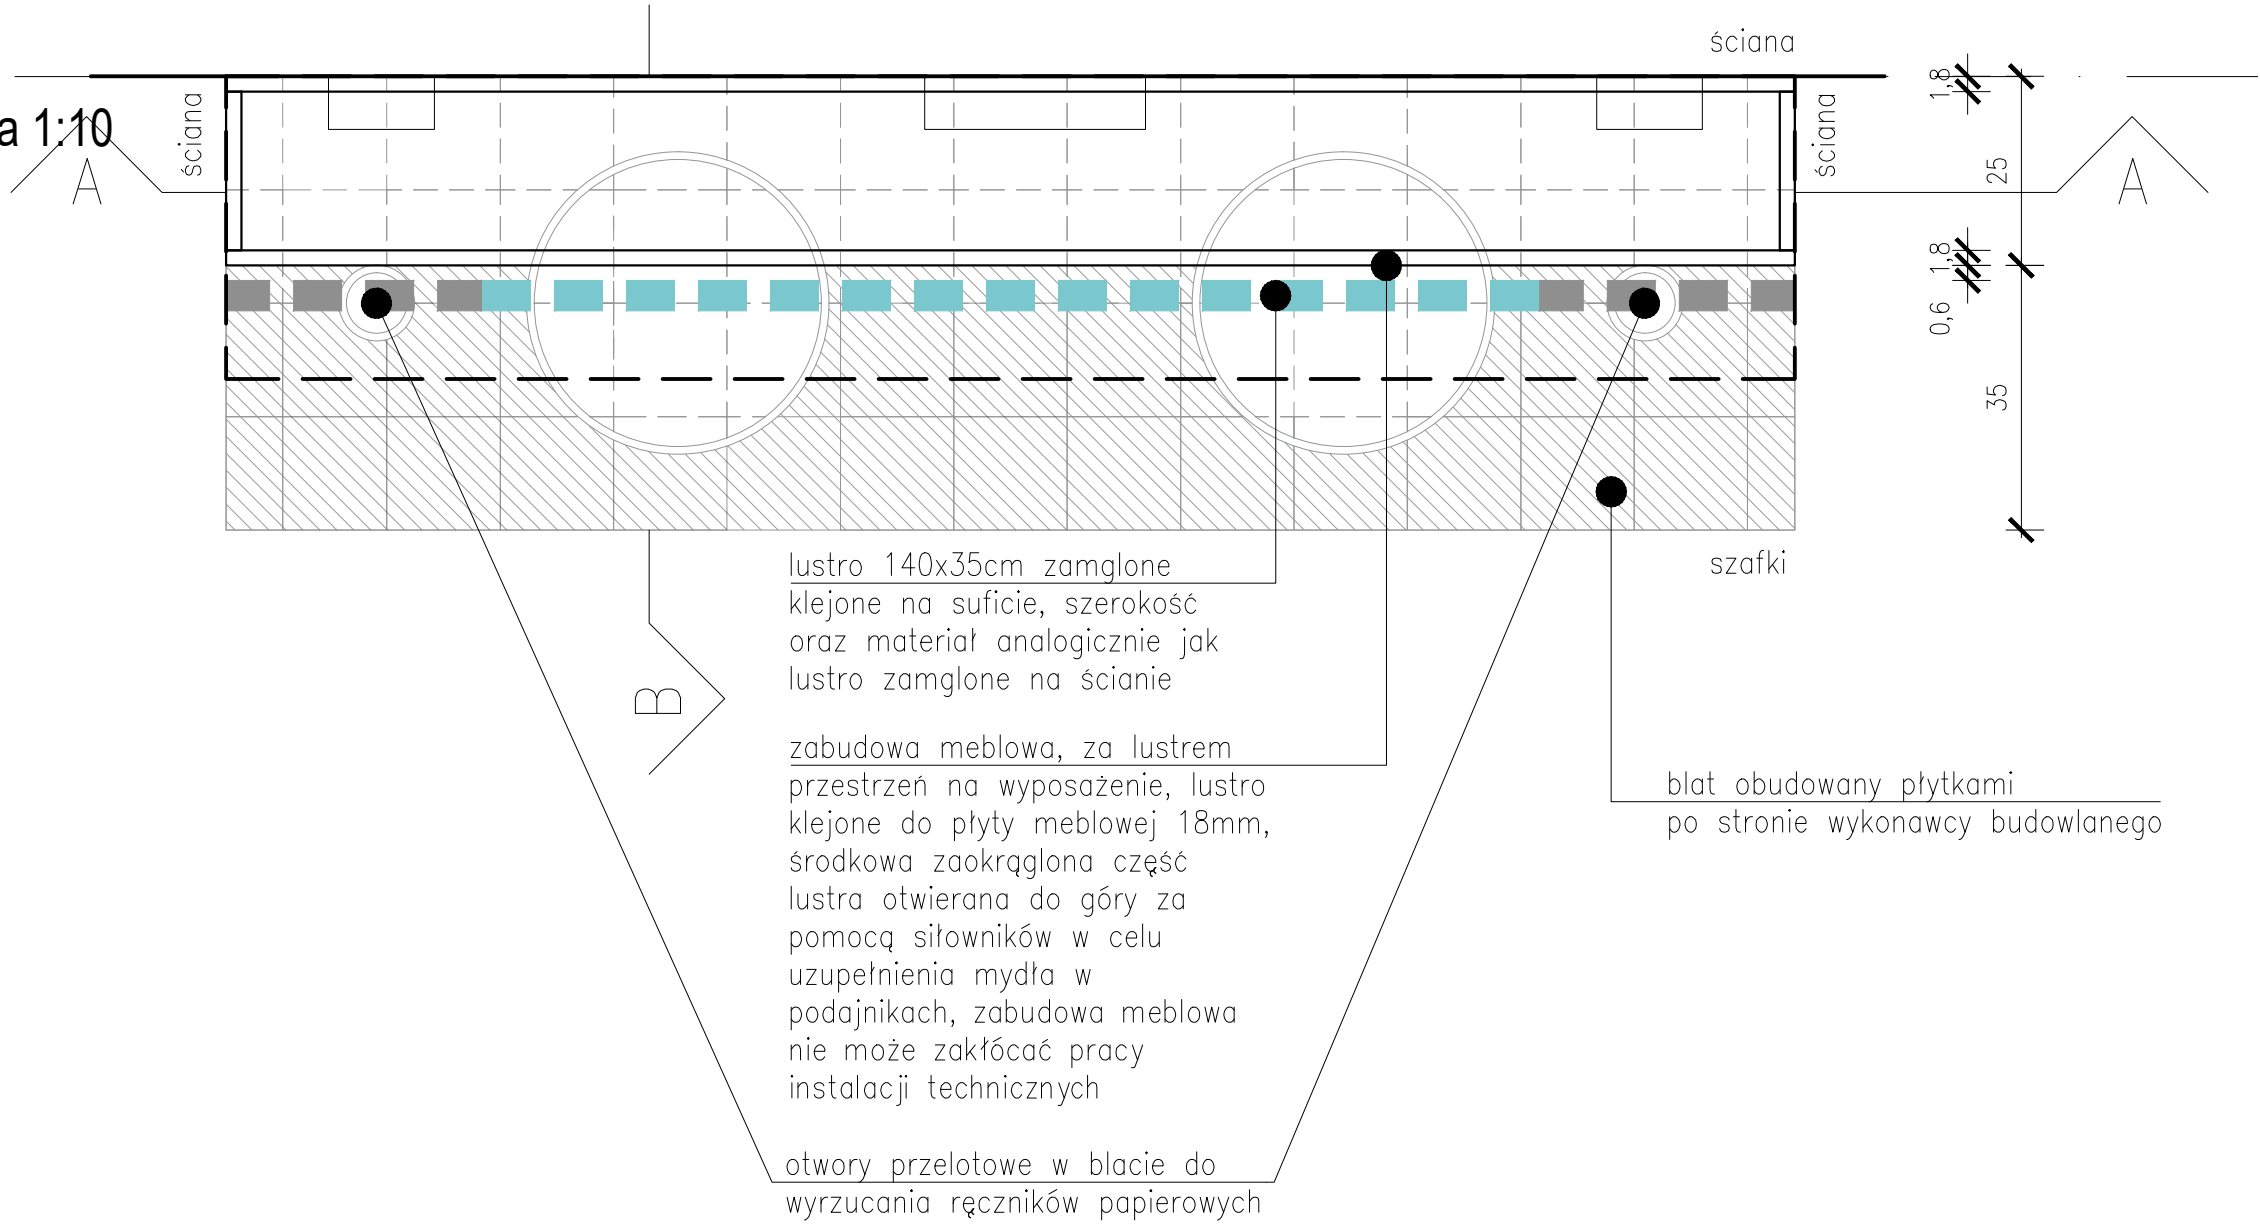 ściana
a 1:10
ściana
ściana
A
A
1,8
25
1,8
0,6
35
szafki
lustro 140x35cm zamglone
klejone na suficie, szerokość
oraz materiał analogicznie jak
lustro zamglone na ścianie
B
zabudowa meblowa, za lustrem
przestrzeń na wyposażenie, lustro
klejone do płyty meblowej 18mm,
środkowa zaokrąglona część
lustra otwierana do góry za
pomocą siłowników w celu
uzupełnienia mydła w
podajnikach, zabudowa meblowa
nie może zakłócać pracy
instalacji technicznych
blat obudowany płytkami
po stronie wykonawcy budowlanego
otwory przelotowe w blacie do
wyrzucania ręczników papierowych